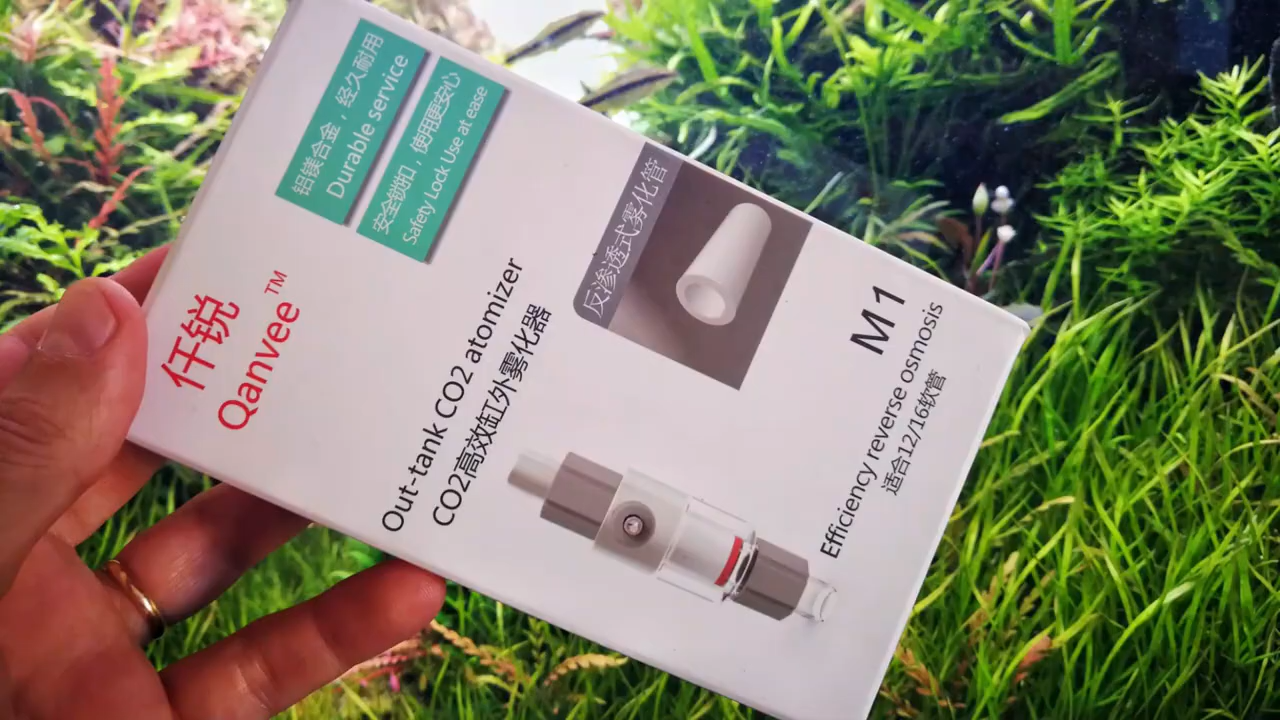 铝镁合金，经久耐用
Durable service
安全锁扣，使用更安心
Safety Lock Use at ease
仟锐
Qanvee™
Out-tank CO2 atomizer
CO2高效缸外雾化器
反渗透式雾化管
M1
Efficiency reverse osmosis
适合12/16软管